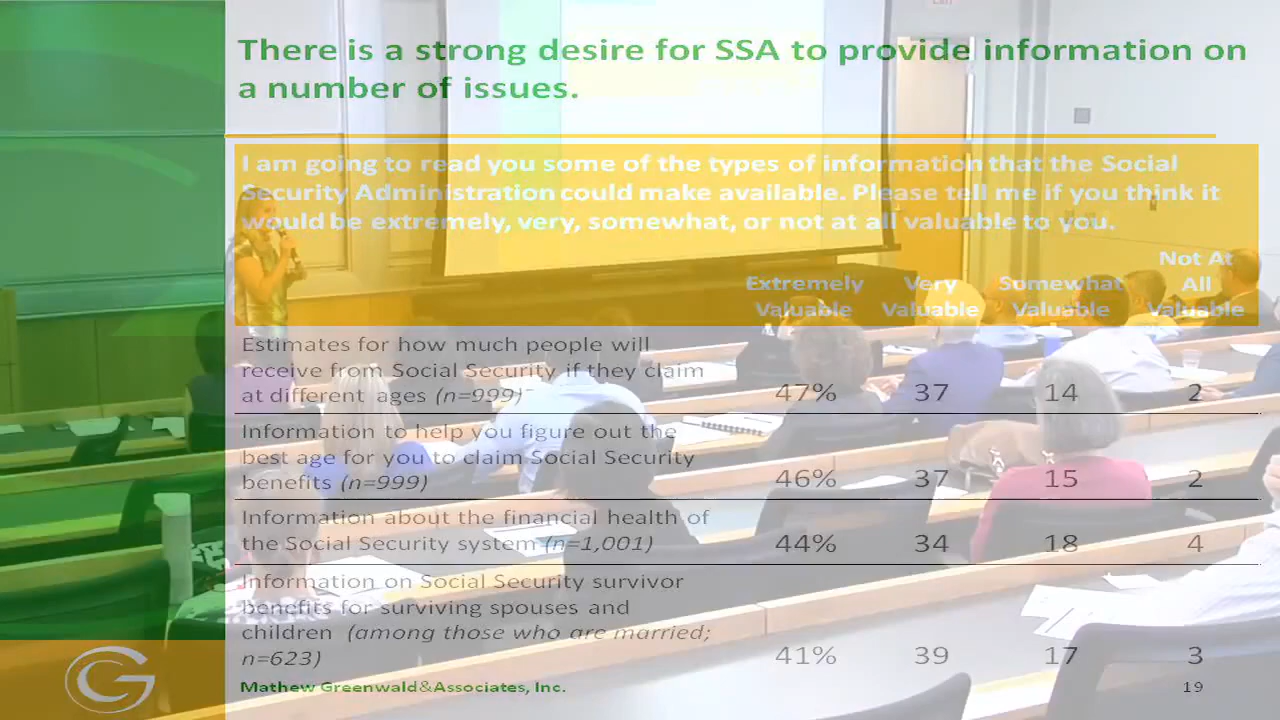 There is a strong desire for SSA to provide information on
a number of issues.
I am going to read you some of the types of information that the Social
Security Administration could make available. Please tell me if you think it
would be extremely, very, somewhat, or not at all valuable to you.
Extremely Valuable Very Valuable Somewhat Valuable Not At All Valuable
Estimates for how much people will
receive from Social Security if they claim
at different ages (n=999) 47% 37 14 2
Information to help you figure out the
best age for you to claim Social Security
benefits (n=999) 46% 37 15 2
Information about the financial health of
the Social Security system (n=1,001) 44% 34 18 4
Information on Social Security survivor
benefits for surviving spouses and
children (among those who are married;
n=623) 41% 39 17 3
G
Mathew Greenwald&Associates, Inc. 19